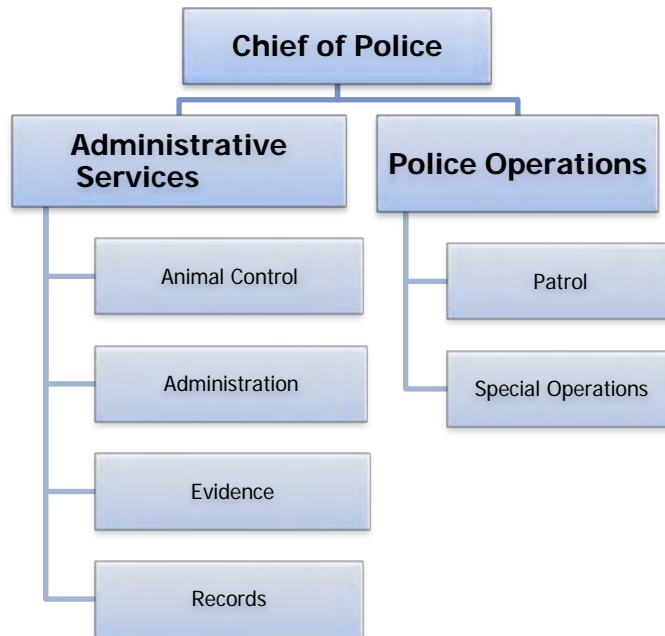 Chief of Police
Administrative
Services
Police Operations
Animal Control
Administration
Evidence
Records
Patrol
Special Operations